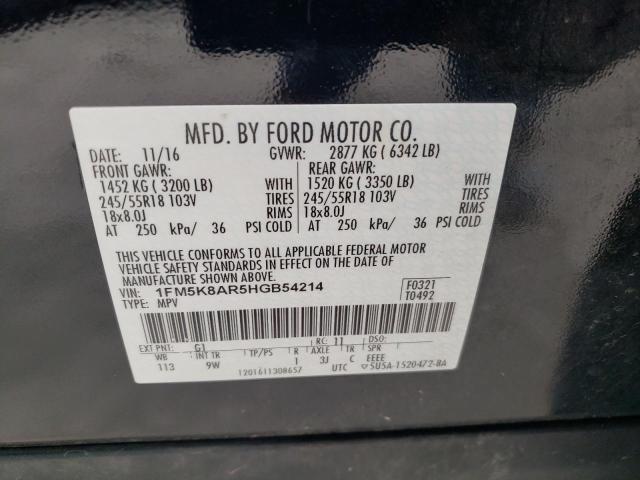 MFD. BY FORD MOTOR CO.
DATE: 11/16 GVWR: 2877 KG ( 6342 LB)
FRONT GAWR: REAR GAWR:
1452 KG ( 3200 LB) WITH 1520 KG ( 3350 LB) WITH
245/55R18 103V TIRES 245/55R18 103V TIRES
18x8.0J RIMS 18x8.0J RIMS
AT 250 kPa/ 36 PSI COLD AT 250 kPa/ 36 PSI COLD
THIS VEHICLE CONFORMS TO ALL APPLICABLE FEDERAL MOTOR
VEHICLE SAFETY STANDARDS IN EFFECT ON THE DATE OF
MANUFACTURE SHOWN ABOVE.
VIN: 1FM5K8AR5HGB54214 F0321
TYPE: MPV T0492
EXT PNT: G1 RC: 11 DSO:
WB INT TR TP/PS R AXLE TR SPR
113 9W 1 3J C EEEE
1201611308657 UTC 5U5A-1520472-BA